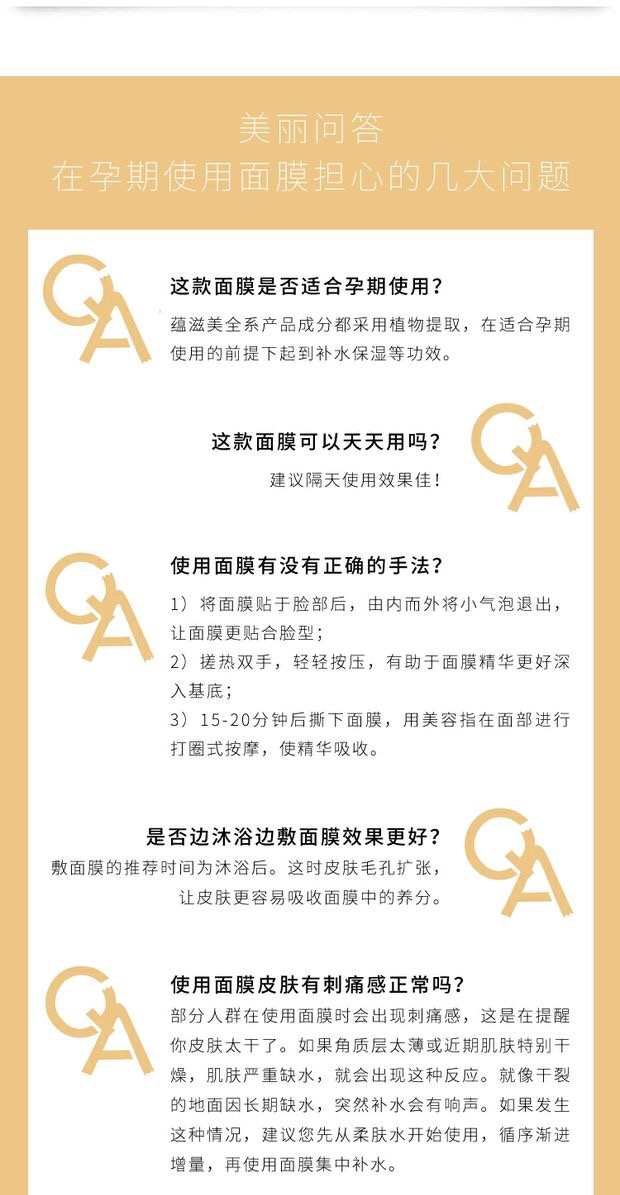 美丽问答
在孕期使用面膜担心的几大问题
QA
这款面膜是否适合孕期使用？
蕴滋美全系产品成分都采用植物提取，在适合孕期
使用的前提下起到补水保湿等功效。
QA
这款面膜可以天天用吗？
建议隔天使用效果佳！
QA
使用面膜有没有正确的手法？
1）将面膜贴于脸部后，由内而外将小气泡退出，
让面膜更贴合脸型；
2）搓热双手，轻轻按压，有助于面膜精华更好深
入基底；
3）15-20分钟后撕下面膜，用美容指在面部进行
打圈式按摩，使精华吸收。
QA
是否边沐浴边敷面膜效果更好？
敷面膜的推荐时间为沐浴后。这时皮肤毛孔扩张，
让皮肤更容易吸收面膜中的养分。
QA
使用面膜皮肤有刺痛感正常吗？
部分人群在使用面膜时会出现刺痛感，这是在提醒
你皮肤太干了。如果角质层太薄或近期肌肤特别干
燥，肌肤严重缺水，就会出现这种反应。就像干裂
的地面因长期缺水，突然补水会有响声。如果发生
这种情况，建议您先从柔肤水开始使用，循序渐进
增量，再使用面膜集中补水。